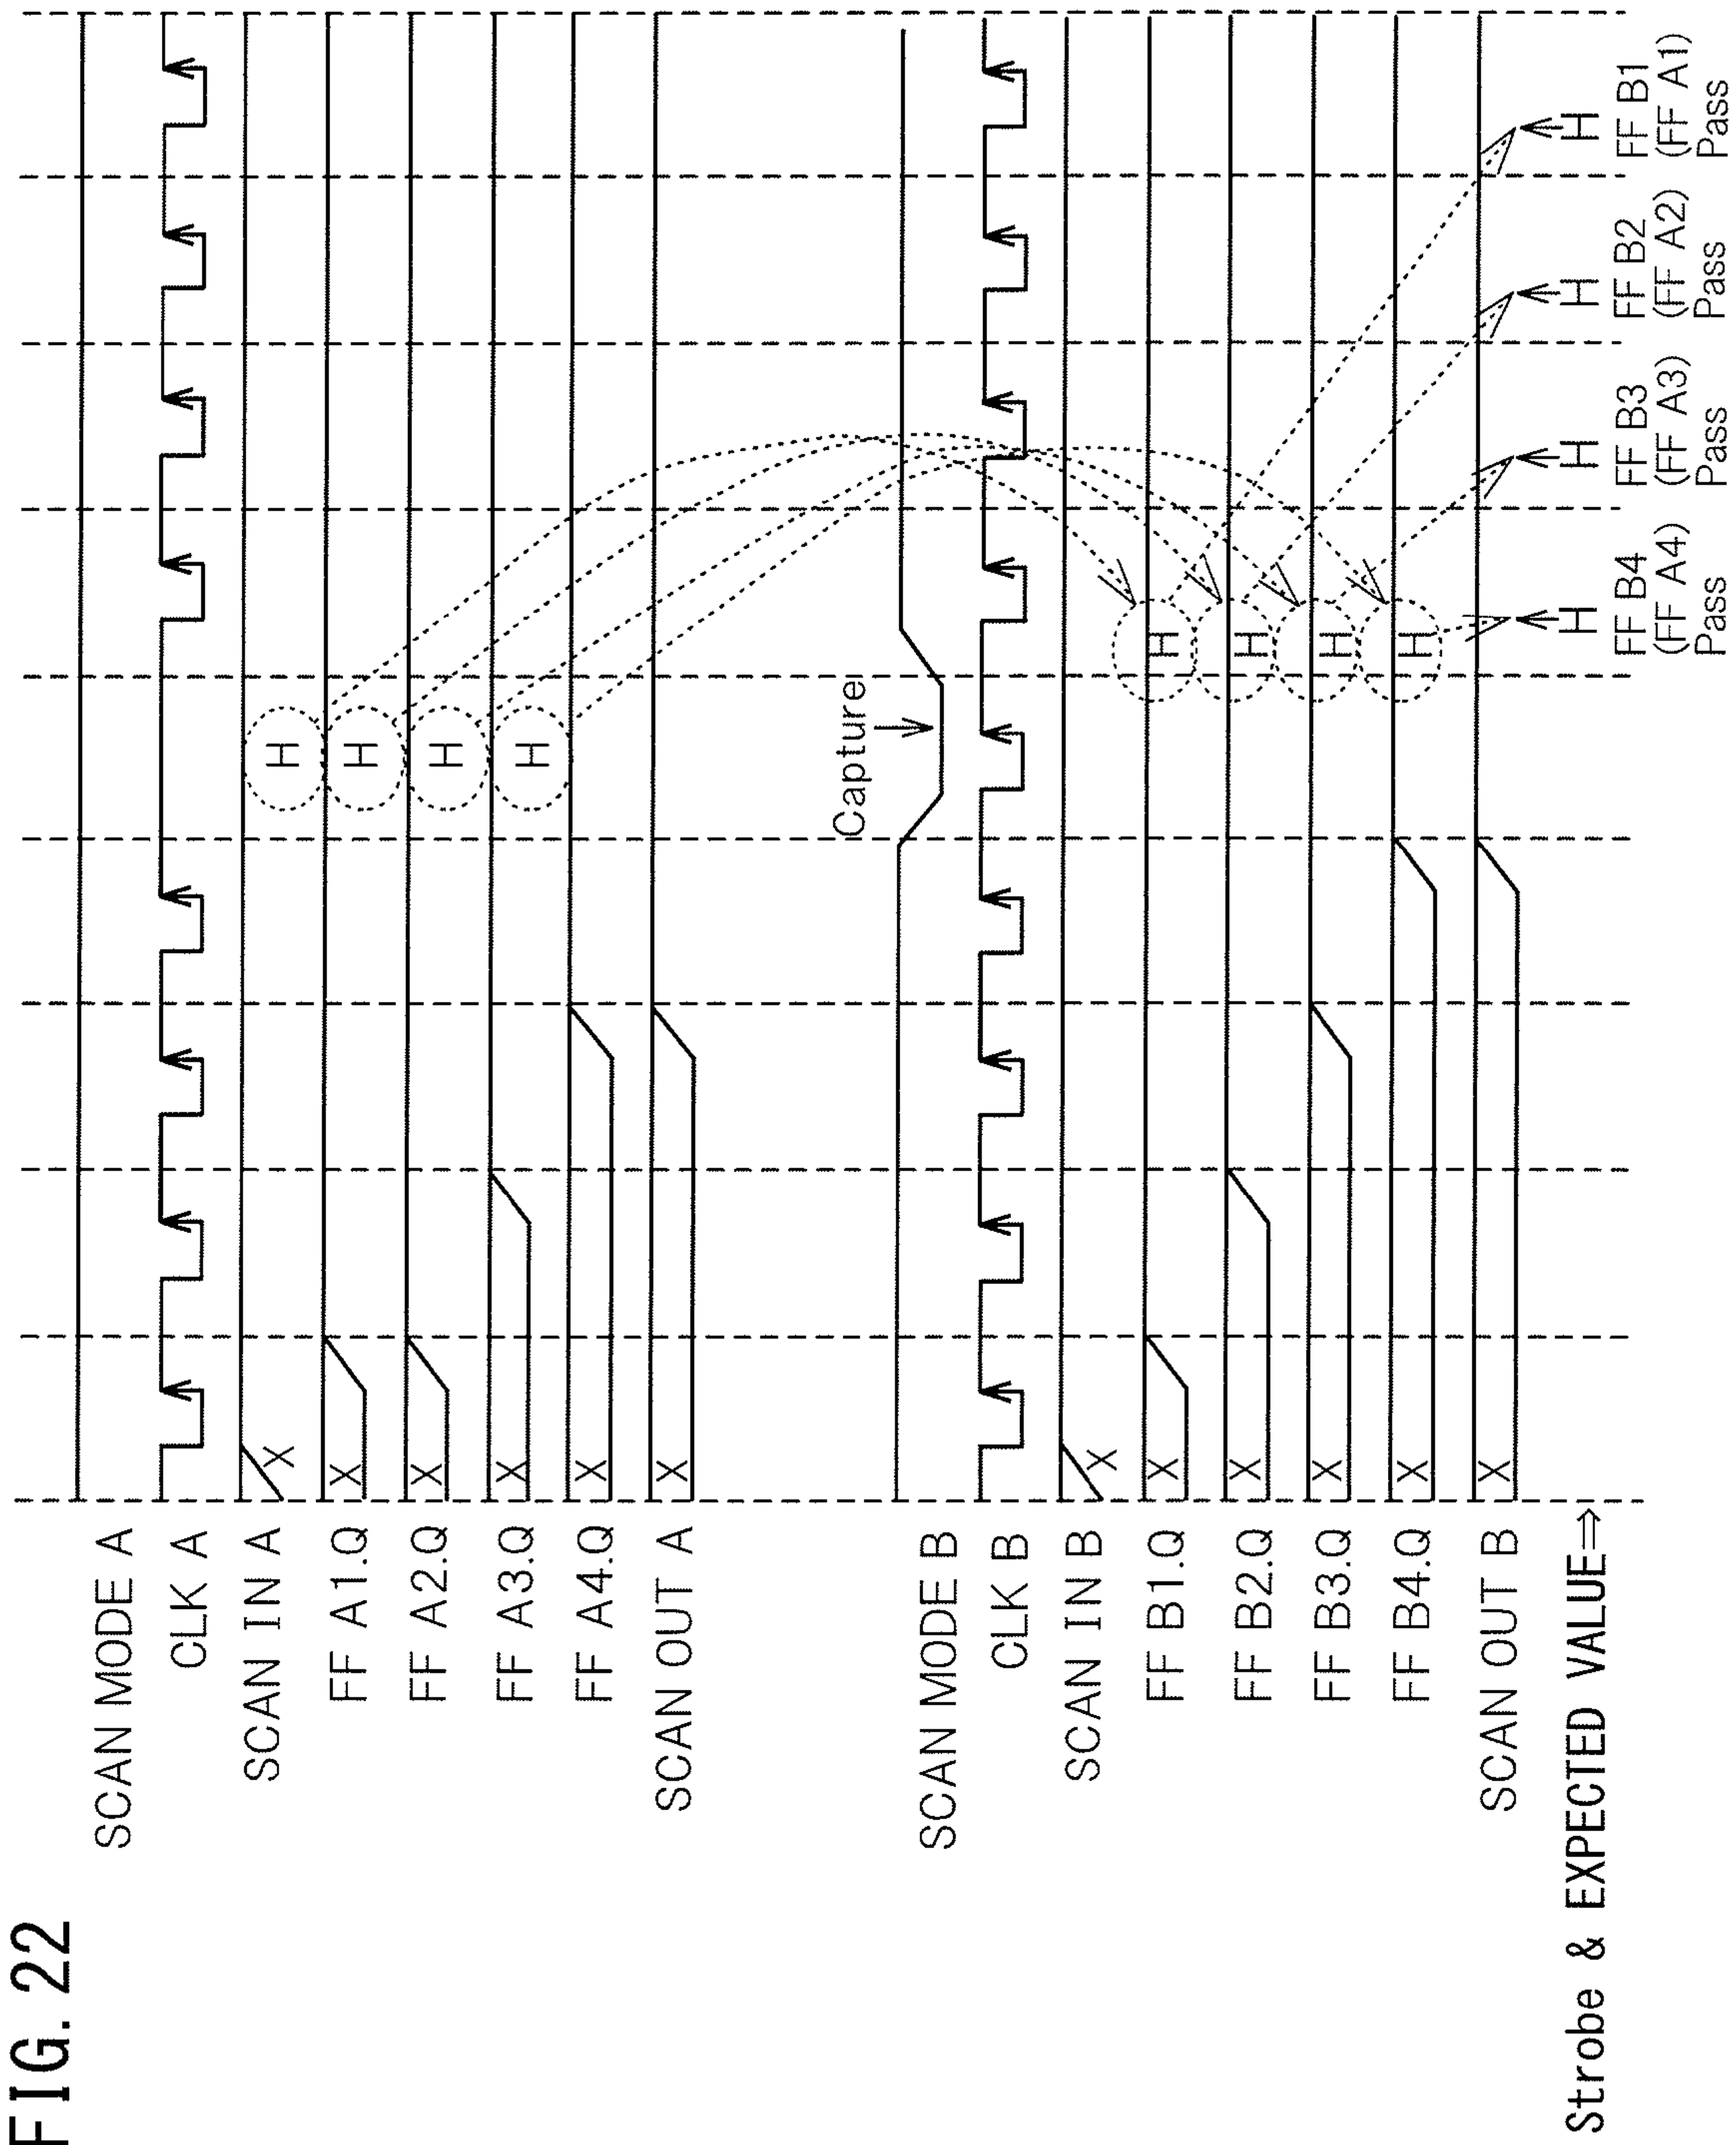 FIG. 22
SCAN MODE A
CLK A
SCAN IN A
X
FF A1.Q
X
H
FF A2.Q
X
H
FF A3.Q
X
H
FF A4.Q
X
H
SCAN OUT A
X
Capture
SCAN MODE B
CLK B
SCAN IN B
X
FF B1.Q
X
H
FF B2.Q
X
H
FF B3.Q
X
H
FF B4.Q
X
H
SCAN OUT B
X
Strobe & EXPECTED VALUE⇒
H
H
H
H
FF B4
(FF A4)
Pass
FF B3
(FF A3)
Pass
FF B2
(FF A2)
Pass
FF B1
(FF A1)
Pass